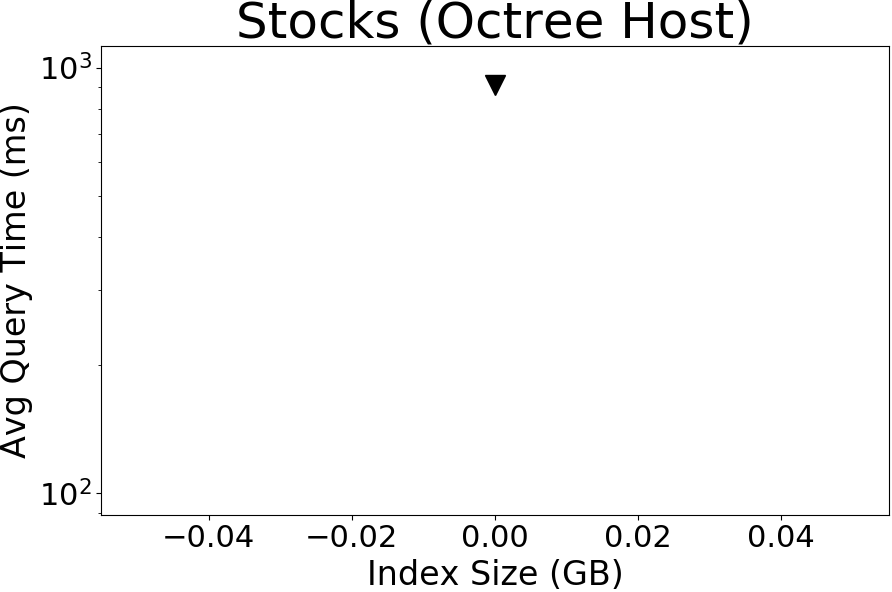 Stocks (Octree Host)
10³
10²
Avg Query Time (ms)
−0.04 −0.02 0.00 0.02 0.04
Index Size (GB)